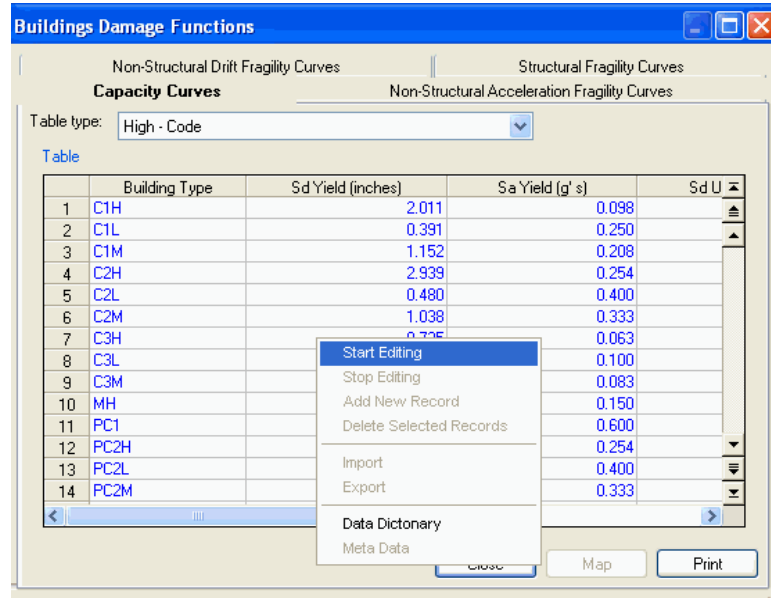 Buildings Damage Functions
Non-Structural Drift Fragility Curves Structural Fragility Curves
Capacity Curves Non-Structural Acceleration Fragility Curves
Table type: High - Code
Table
Building Type Sd Yield (inches) Sa Yield (g' s) Sd U
1 C1H 2.011 0.098
2 C1L 0.391 0.250
3 C1M 1.152 0.208
4 C2H 2.939 0.254
5 C2L 0.480 0.400
6 C2M 1.038 0.333
7 C3H 0.063
8 C3L 0.100
9 C3M 0.083
10 MH 0.150
11 PC1 0.600
12 PC2H 0.254
13 PC2L 0.400
14 PC2M 0.333
Start Editing
Stop Editing
Add New Record
Delete Selected Records
Import
Export
Data Dictonary
Meta Data
Close Map Print